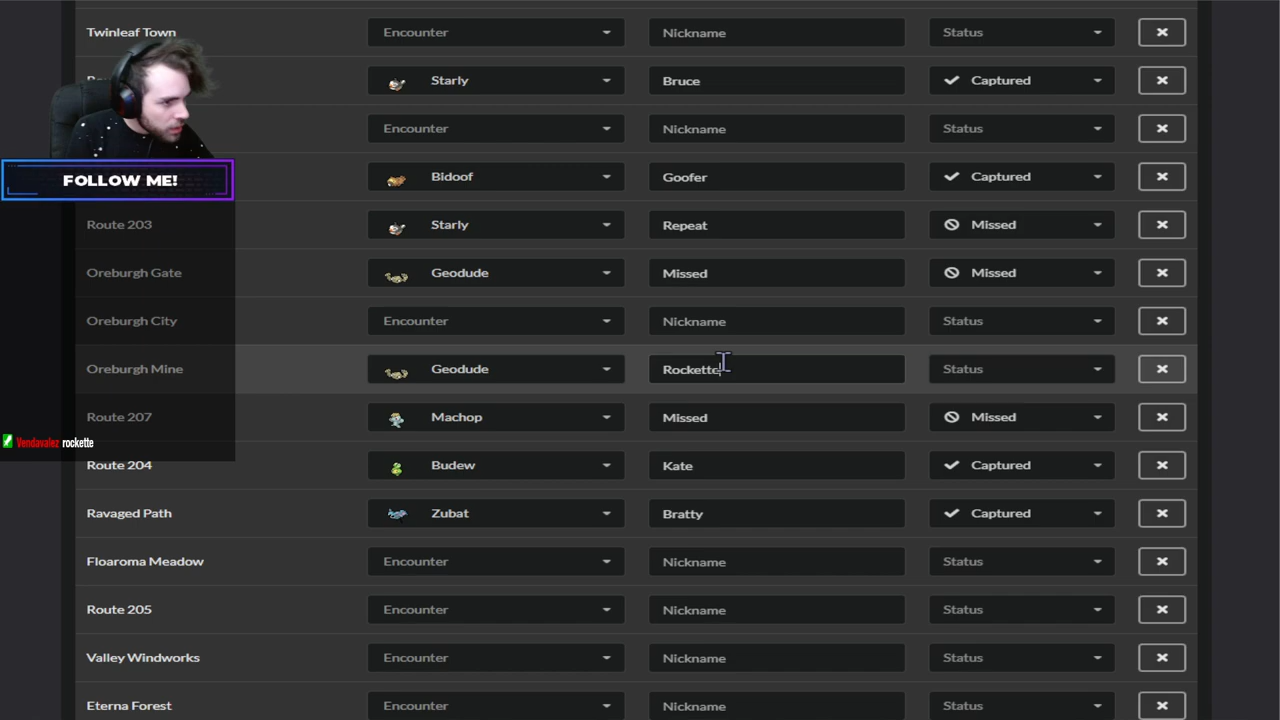 Twinleaf Town Encounter Nickname Status
Starly Bruce Captured
Encounter Nickname Status
FOLLOW ME!
Bidoof Goofer Captured
Route 203 Starly Repeat Missed
Oreburgh Gate Geodude Missed Missed
Oreburgh City Encounter Nickname Status
Oreburgh Mine Geodude Rockette Status
Route 207 Machop Missed Missed
Vendavalez rockette
Route 204 Budew Kate Captured
Ravaged Path Zubat Bratty Captured
Floaroma Meadow Encounter Nickname Status
Route 205 Encounter Nickname Status
Valley Windworks Encounter Nickname Status
Eterna Forest Encounter Nickname Status